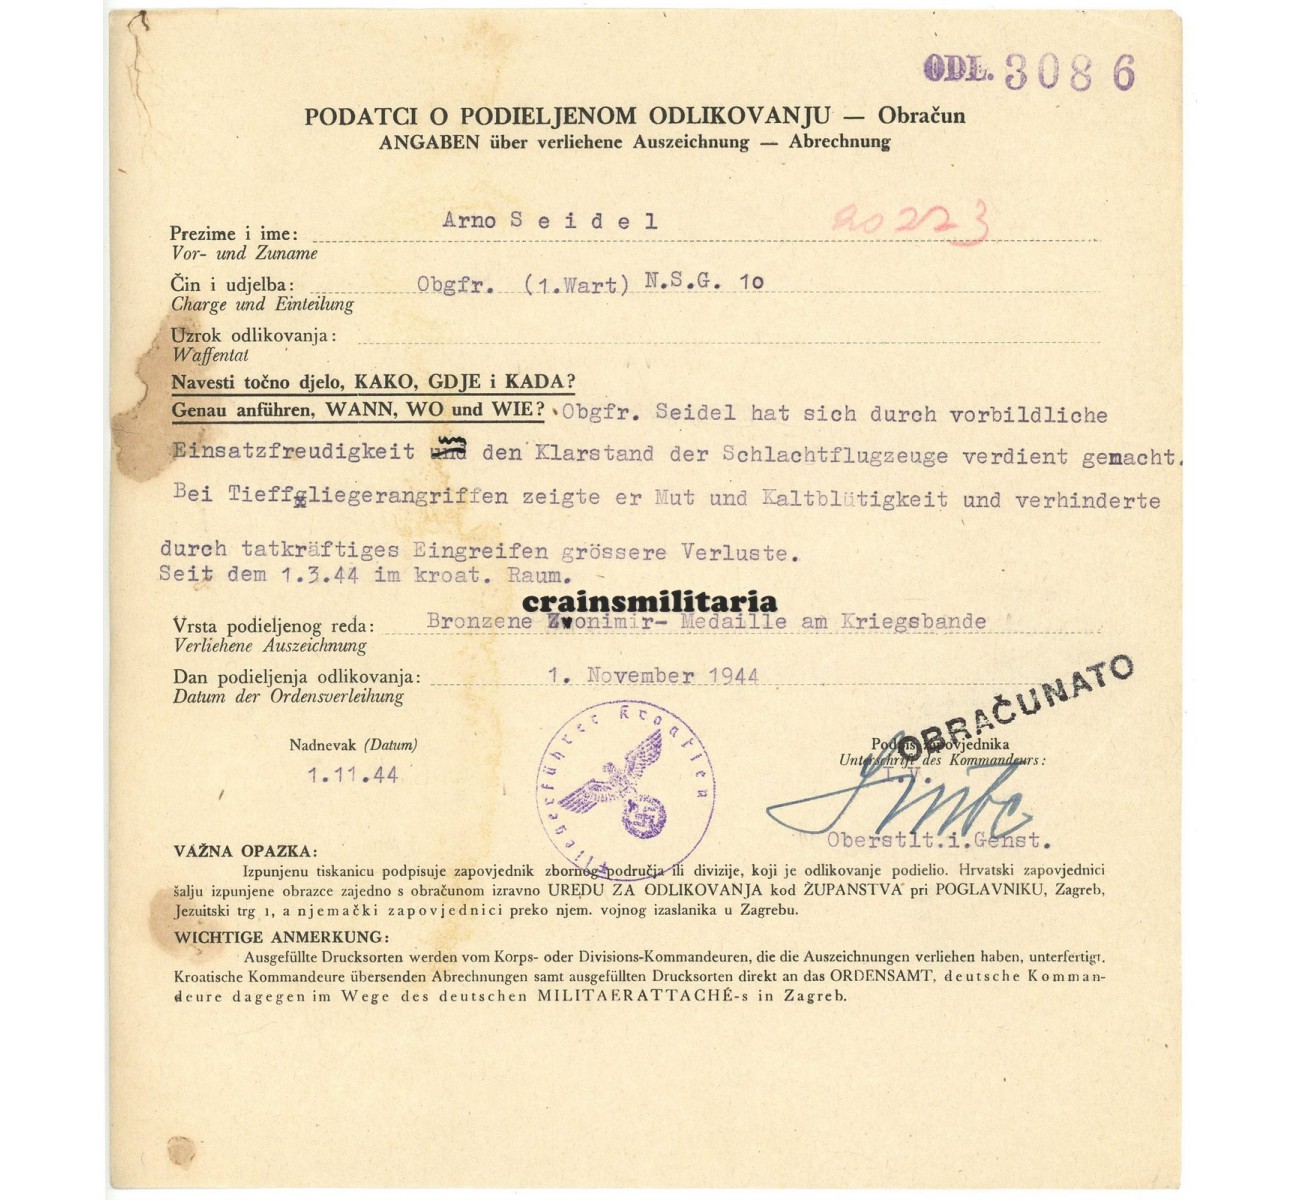 ODL. 3086
PODATCI O PODIELJENOM ODLIKOVANJU — Obračun
ANGABEN über verliehene Auszeichnung — Abrechnung
Arno S e i d e l
20223
Prezime i ime:
Vor- und Zuname
Čin i udjelba: Obgfr. (1.Wart) N.S.G. 10
Charge und Einteilung
Uzrok odlikovanja:
Waffentat
Navesti točno djelo, KAKO, GDJE i KADA?
Genau anführen, WANN, WO und WIE? Obgfr. Seidel hat sich durch vorbildliche
Einsatzfreudigkeit und den Klarstand der Schlachtflugzeuge verdient gemacht.
Bei Tieffgliegerangriffen zeigte er Mut und Kaltblütigkeit und verhinderte
durch tatkräftiges Eingreifen grössere Verluste.
Seit dem 1.3.44 im kroat. Raum.
crainsmilitaria
Vrsta podieljenog reda: Bronzene Zvonimir- Medaille am Kriegsbande
Verliehene Auszeichnung
Dan podieljenja odlikovanja: 1. November 1944
Datum der Ordensverleihung
OBRAČUNATO
Fliegerführer Kroatien
Nadnevak (Datum)
1.11.44
Podpis zapovjednika
Unterschrift des Kommandeurs:
Oberstlt.i.Genst.
VAŽNA OPAZKA:
Izpunjenu tiskanicu podpisuje zapovjednik zbornog područja ili divizije, koji je odlikovanje podielio. Hrvatski zapovjednici
šalju izpunjene obrazce zajedno s obračunom izravno UREDU ZA ODLIKOVANJA kod ŽUPANSTVA pri POGLAVNIKU, Zagreb,
Jezuitski trg 1, a njemački zapovjednici preko njem. vojnog izaslanika u Zagrebu.
WICHTIGE ANMERKUNG:
Ausgefüllte Drucksorten werden vom Korps- oder Divisions-Kommandeuren, die die Auszeichnungen verliehen haben, unterfertigt.
Kroatische Kommandeure übersenden Abrechnungen samt ausgefüllten Drucksorten direkt an das ORDENSAMT, deutsche Komman-
deure dagegen im Wege des deutschen MILITAERATTACHÉ-s in Zagreb.